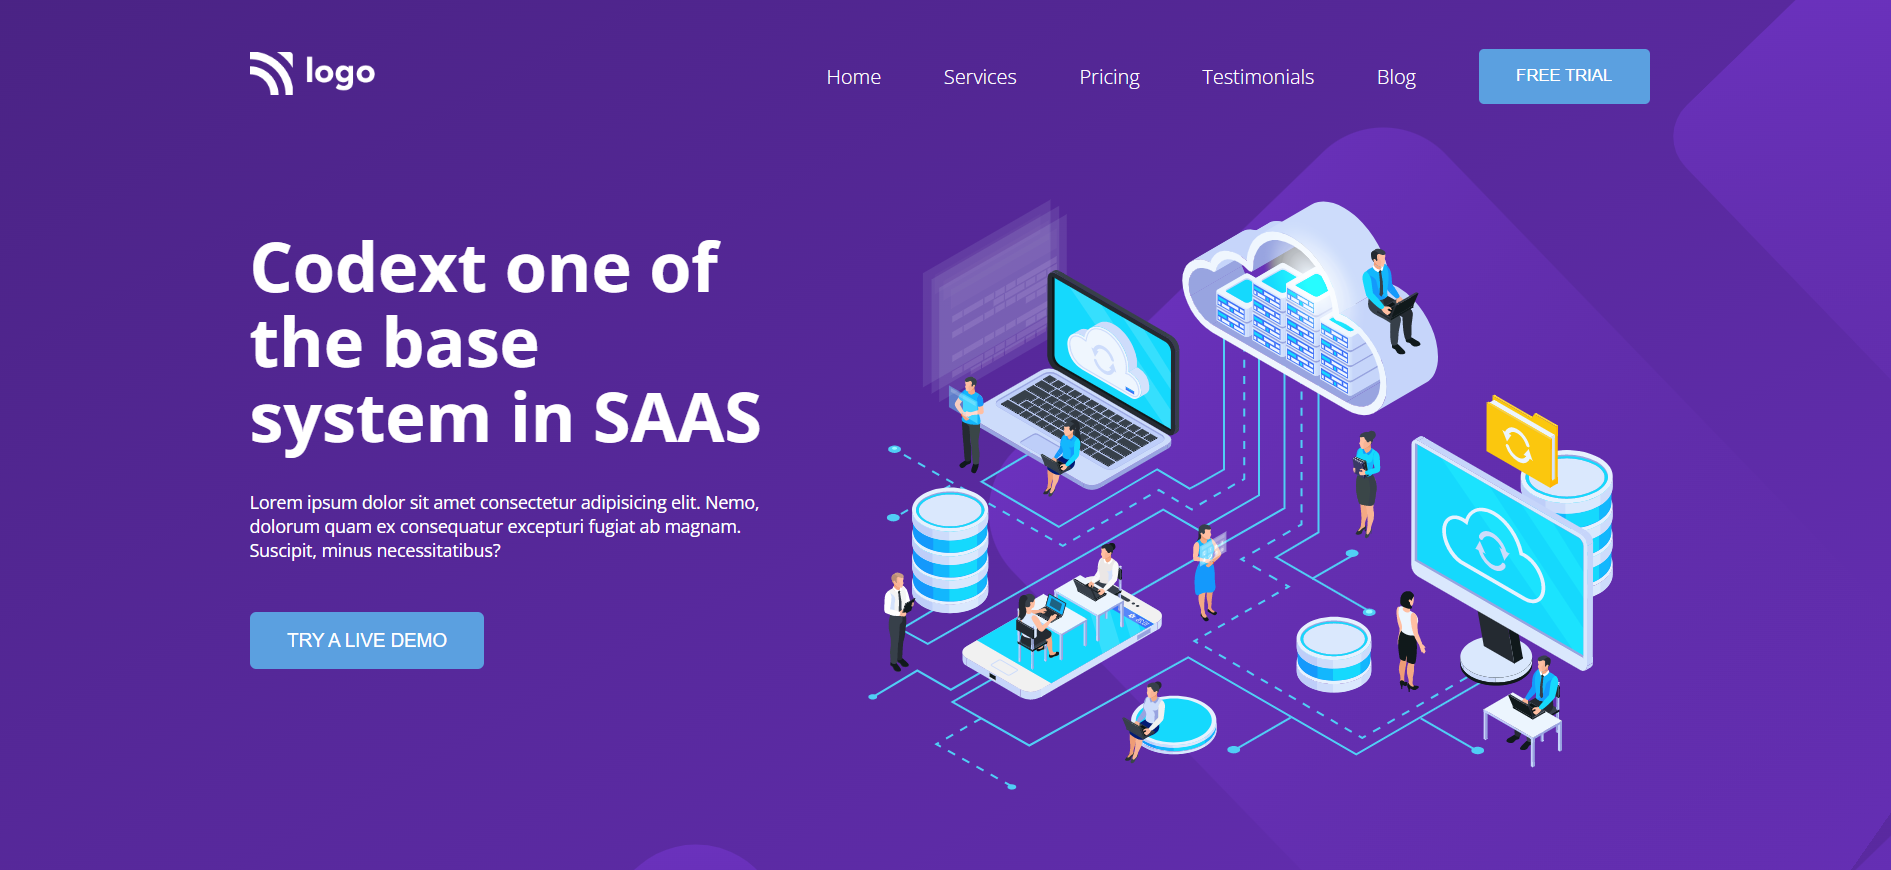 logo
Home
Services
Pricing
Testimonials
Blog
FREE TRIAL
Codext one of
the base
system in SAAS
Lorem ipsum dolor sit amet consectetur adipisicing elit. Nemo,
dolorum quam ex consequatur excepturi fugiat ab magnam.
Suscipit, minus necessitatibus?
TRY A LIVE DEMO